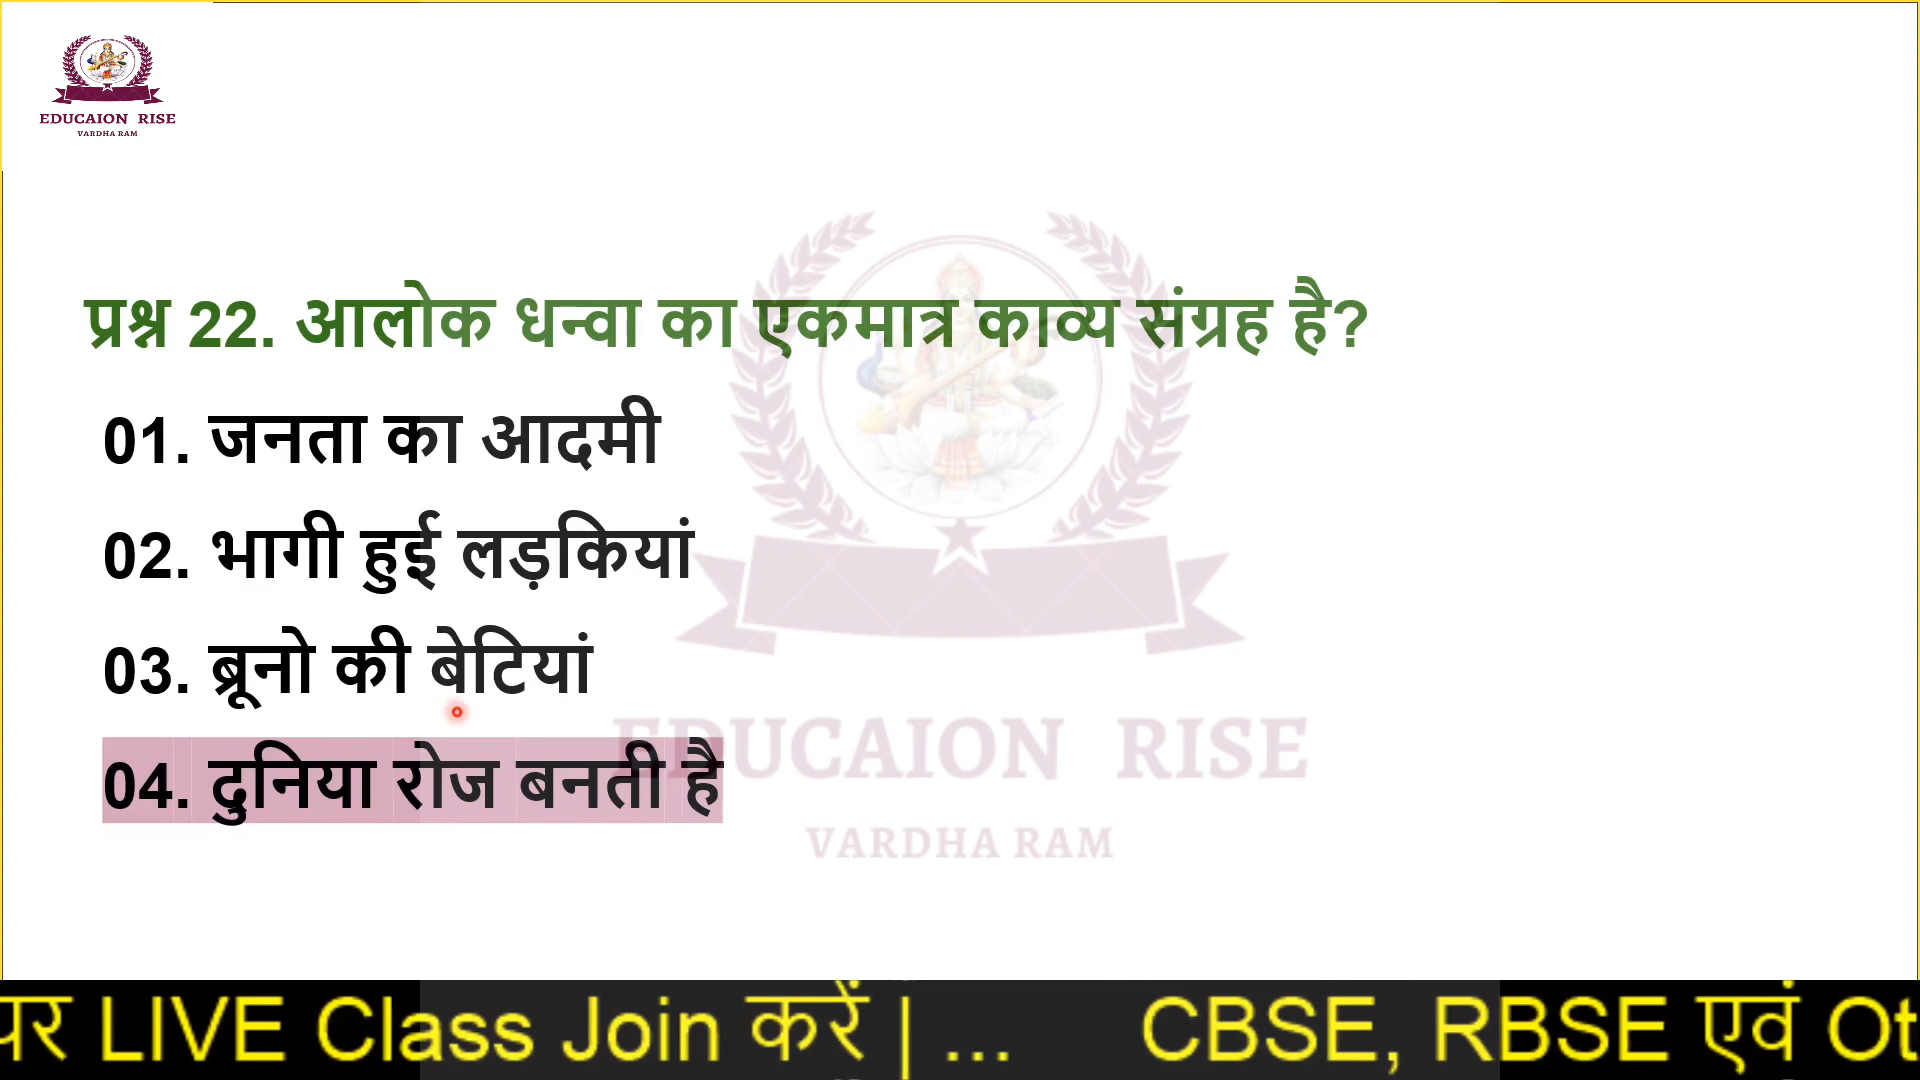 EDUCAION RISE
VARDHA RAM
प्रश्न 22. आलोक धन्वा का एकमात्र काव्य संग्रह है?
01. जनता का आदमी
02. भागी हुई लड़कियां
03. ब्रूनो की बेटियां
04. दुनिया रोज बनती है
EDUCAION RISE
VARDHA RAM
पर LIVE Class Join करें | ... CBSE, RBSE एवं Ot